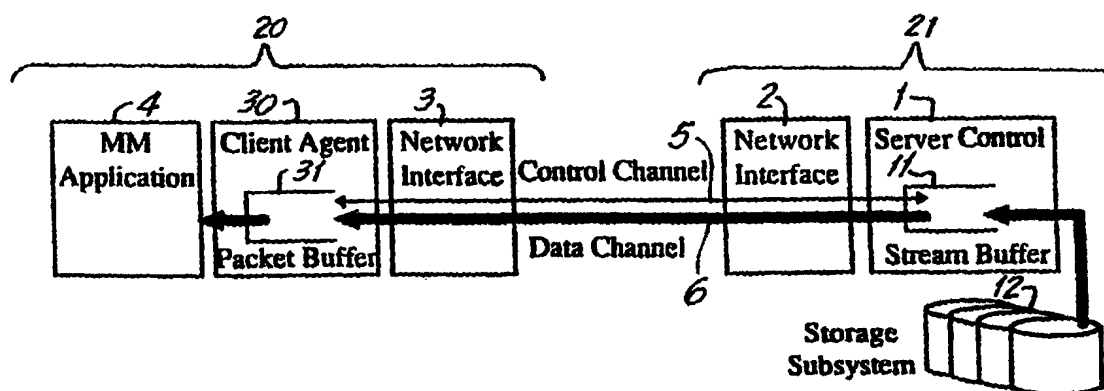 20
21
4
30
3
2
1
MM
Application
Client Agent
31
Packet Buffer
Network
Interface
5
Control Channel
Data Channel
6
Network
Interface
Server Control
11
Stream Buffer
12
Storage
Subsystem